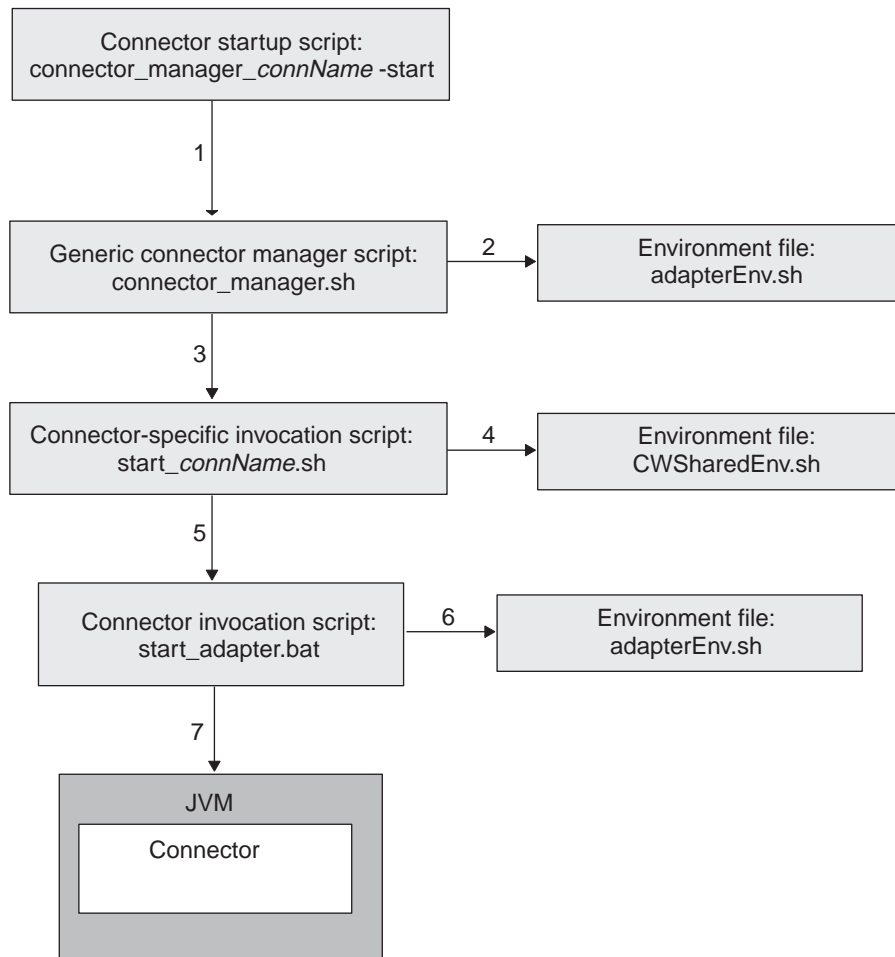 Connector startup script:
connector_manager_connName -start
1
Generic connector manager script:
connector_manager.sh
2
Environment file:
adapterEnv.sh
3
Connector-specific invocation script:
start_connName.sh
4
Environment file:
CWSharedEnv.sh
5
Connector invocation script:
start_adapter.bat
6
Environment file:
adapterEnv.sh
7
JVM
Connector